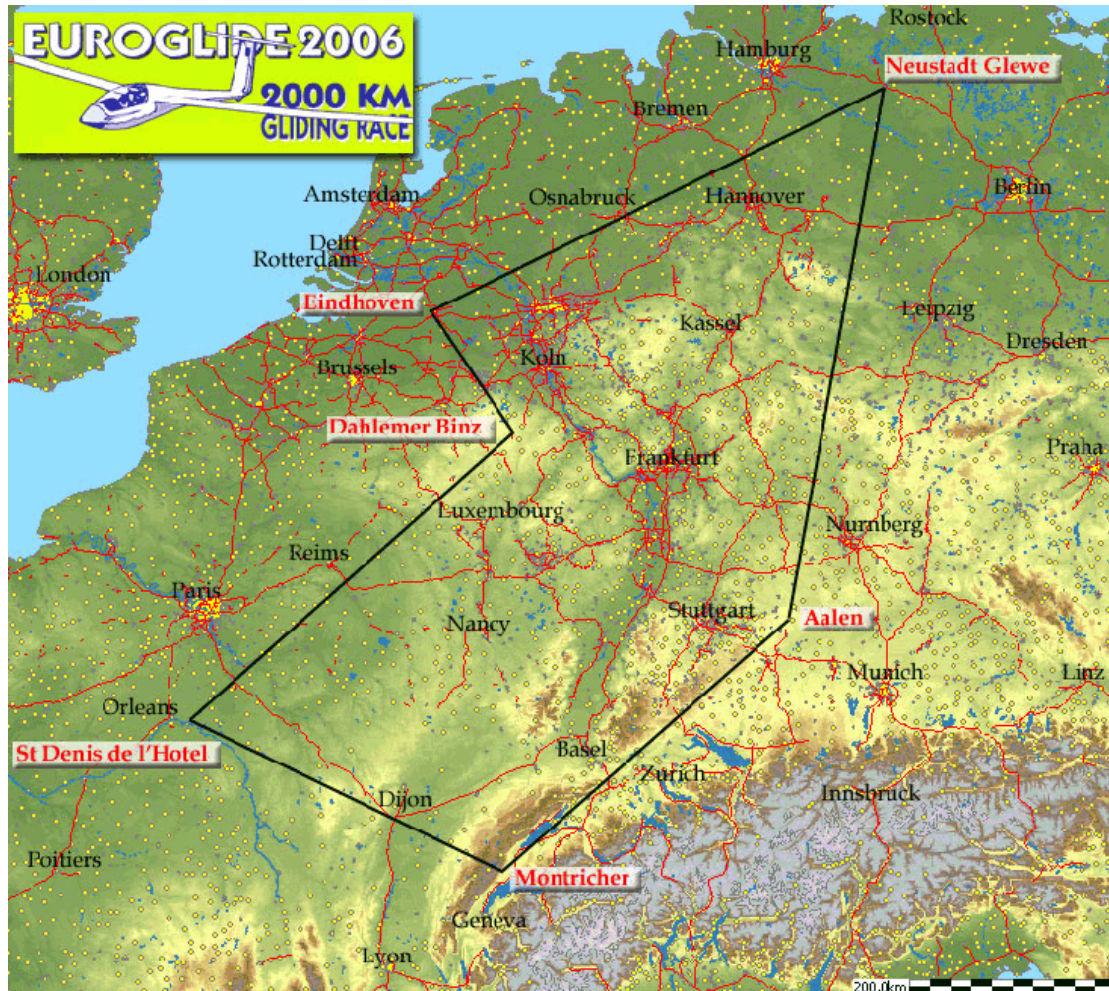 EUROGLIDE 2006
2000 KM
GLIDING RACE
Rostock
Hamburg
Neustadt Glewe
Bremen
Amsterdam
Osnabruck
Hannover
Berlin
Delft
Rotterdam
London
Eindhoven
Kassel
Leipzig
Dresden
Koln
Brussels
Dahlemer Binz
Frankfurt
Praha
Luxembourg
Nurnberg
Reims
Paris
Stuttgart
Aalen
Nancy
Munich
Linz
Orleans
St Denis de l'Hotel
Basel
Zurich
Innsbruck
Dijon
Poitiers
Montricher
Geneva
Lyon
200.0km